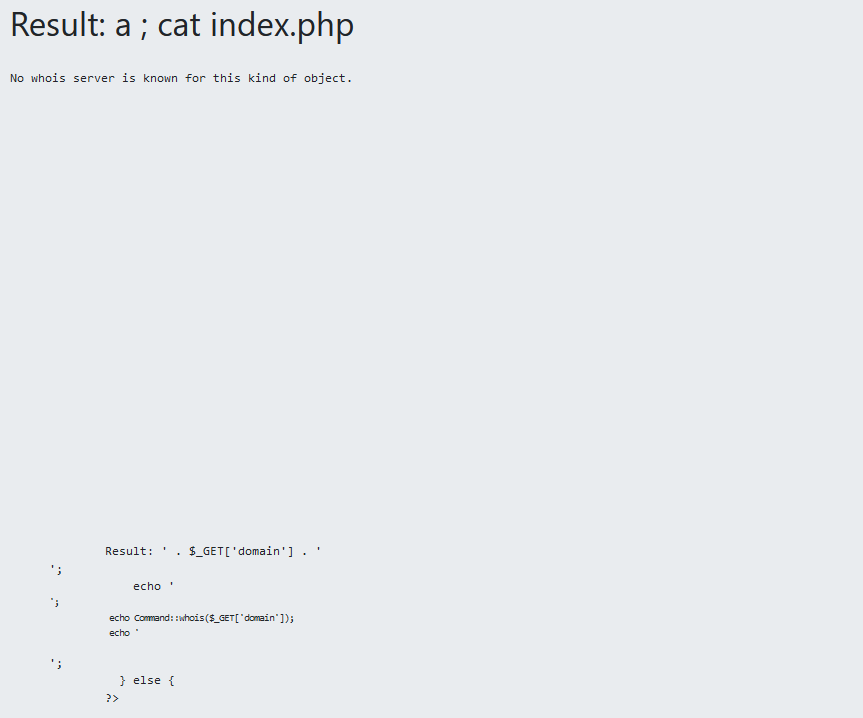 Result: a ; cat index.php
No whois server is known for this kind of object.
Result: ' . $_GET['domain'] . '
';
echo '
';
echo Command::whois($_GET['domain']);
echo '
';
} else {
?>